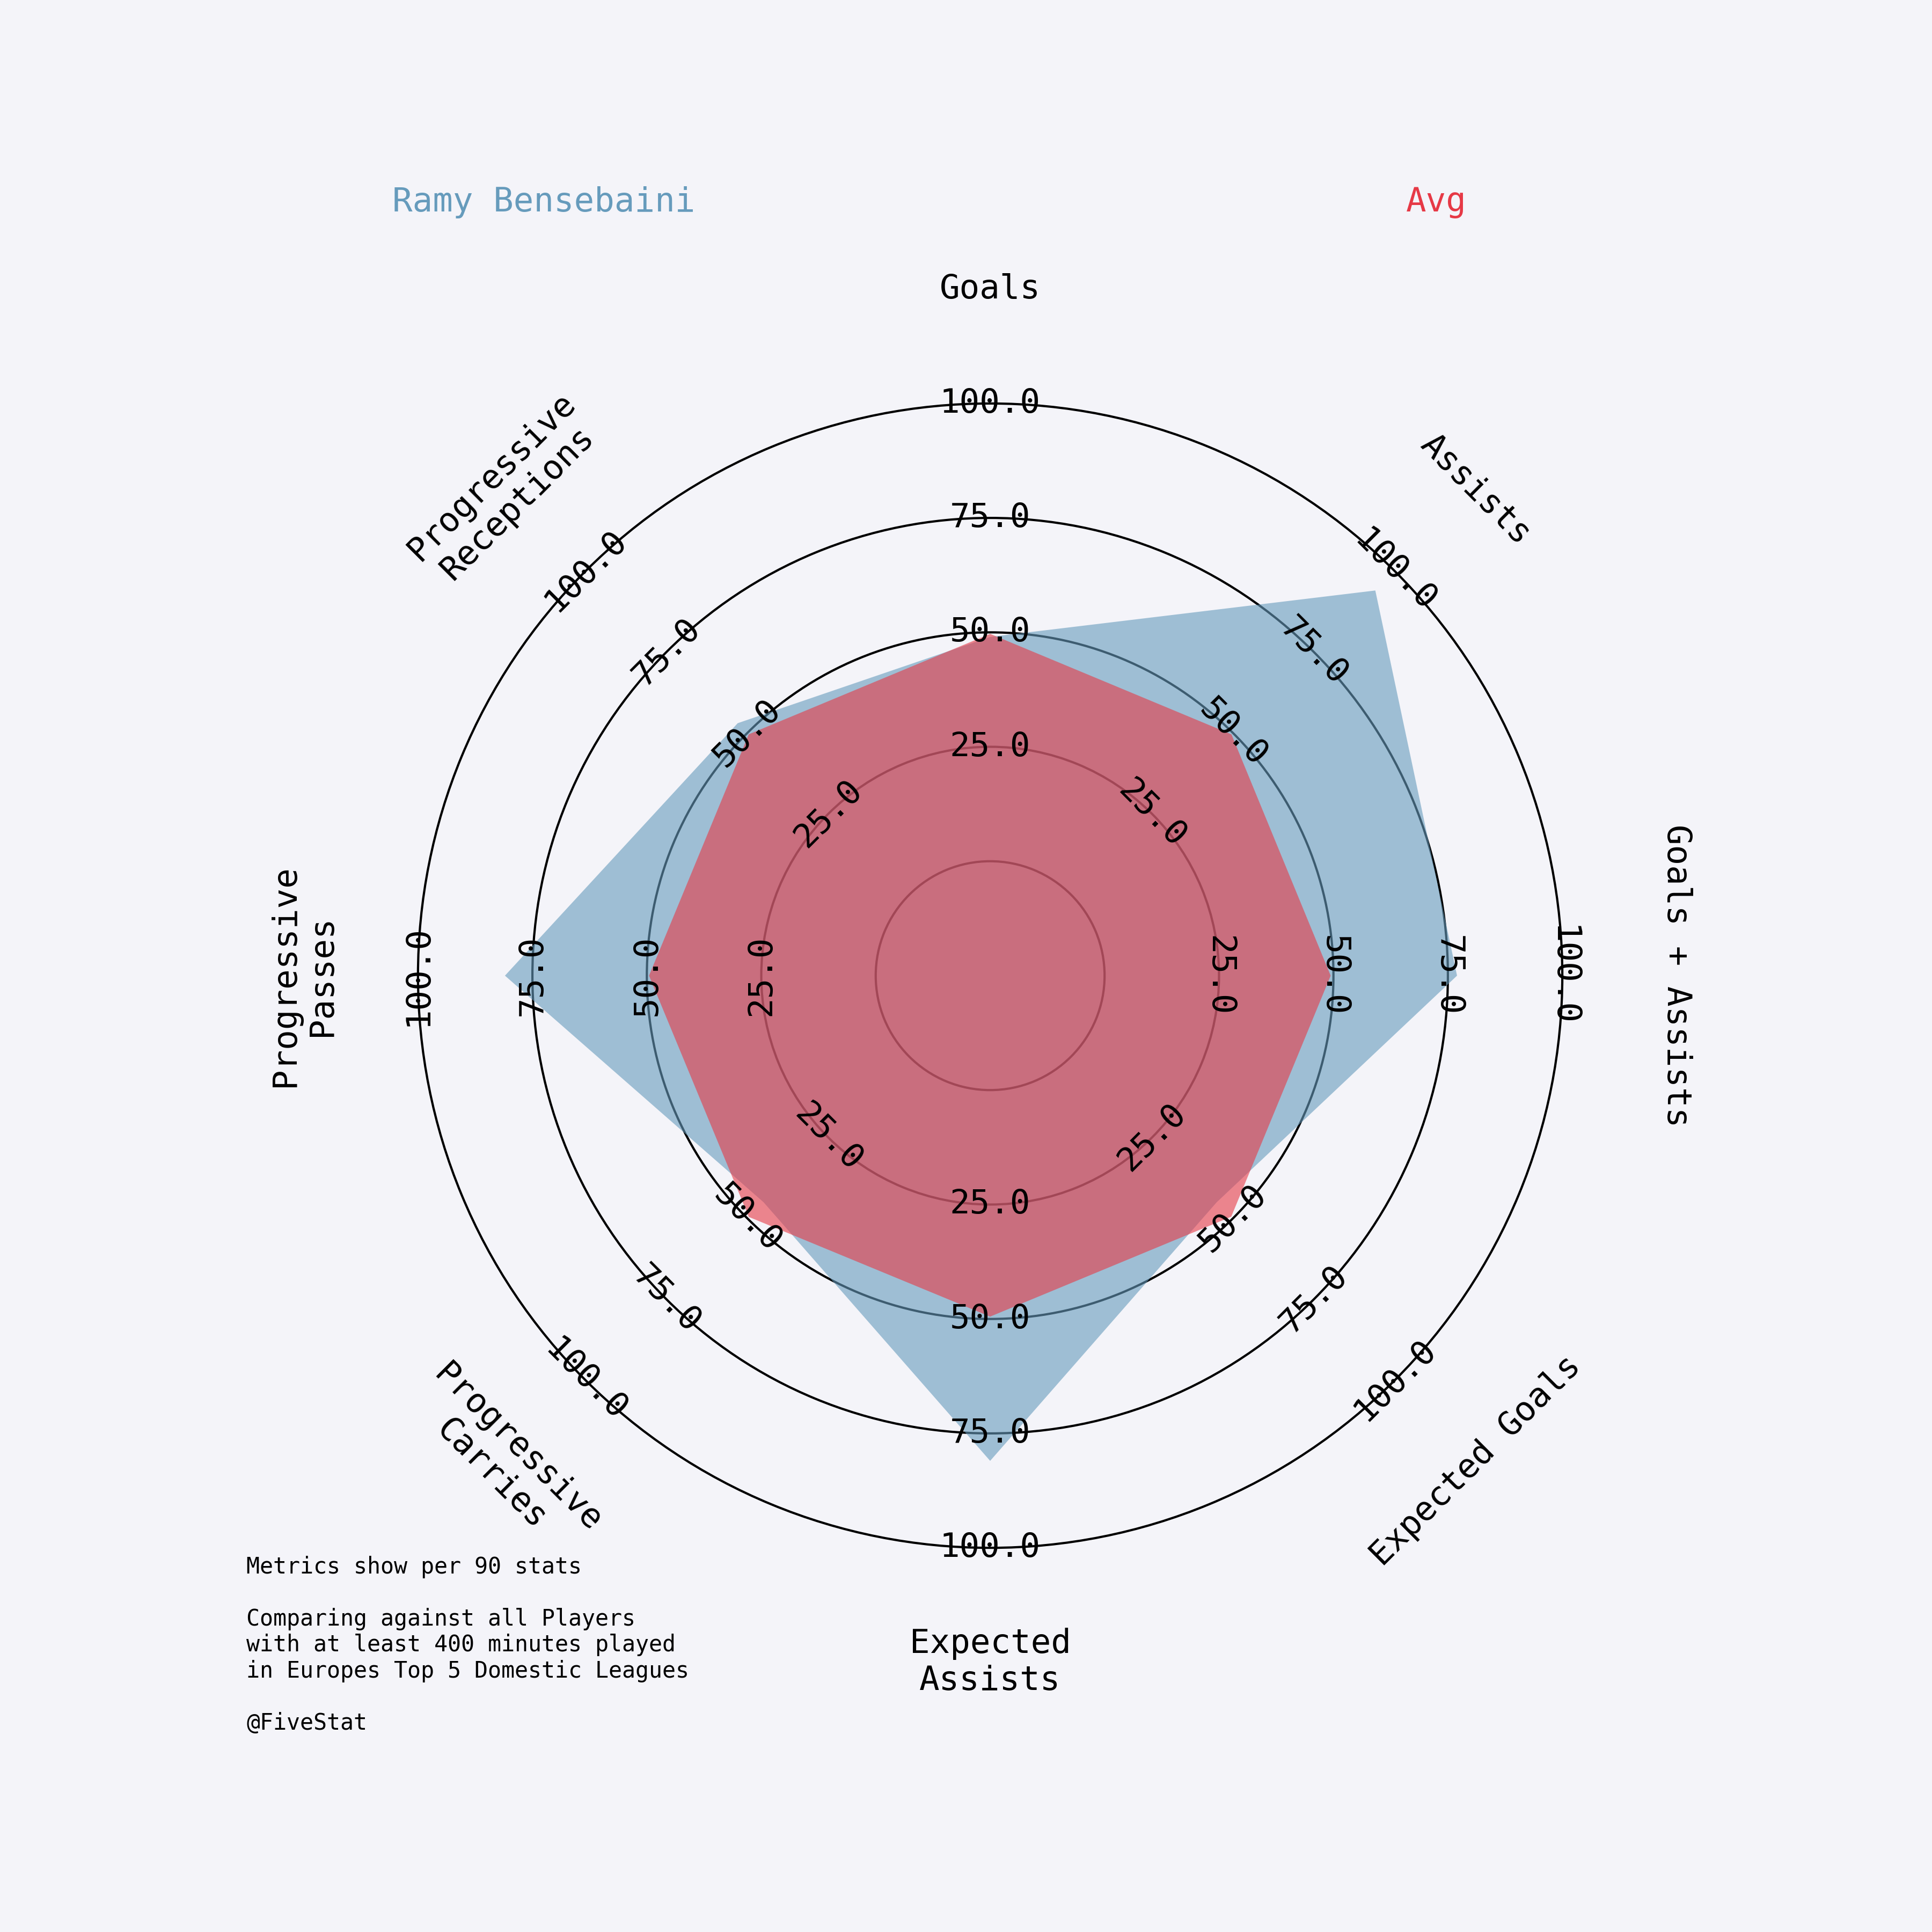 Ramy Bensebaini
Avg
Goals
Assists
Goals + Assists
Expected Goals
Expected
Assists
Progressive
Carries
Progressive
Passes
Progressive
Receptions
25.0
50.0
75.0
100.0
25.0
50.0
75.0
100.0
25.0
50.0
75.0
100.0
25.0
50.0
75.0
100.0
25.0
50.0
75.0
100.0
25.0
50.0
75.0
100.0
25.0
50.0
75.0
100.0
25.0
50.0
75.0
100.0
Metrics show per 90 stats
Comparing against all Players
with at least 400 minutes played
in Europes Top 5 Domestic Leagues
@FiveStat